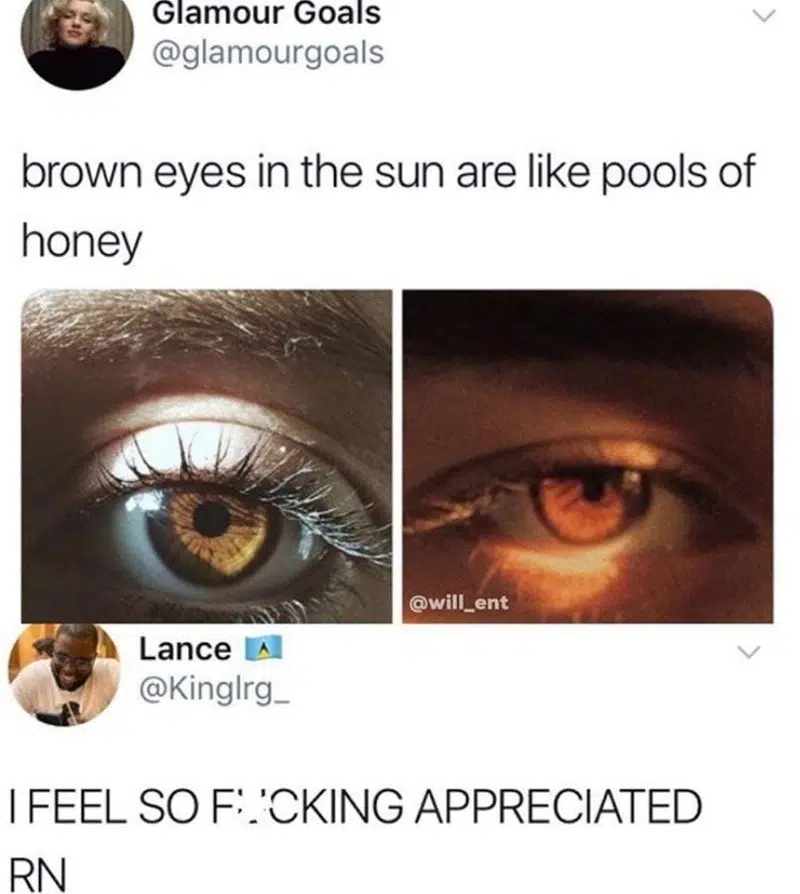 Glamour Goals
@glamourgoals
brown eyes in the sun are like pools of
honey
@will_ent
Lance
@Kinglrg_
I FEEL SO F CKING APPRECIATED
RN